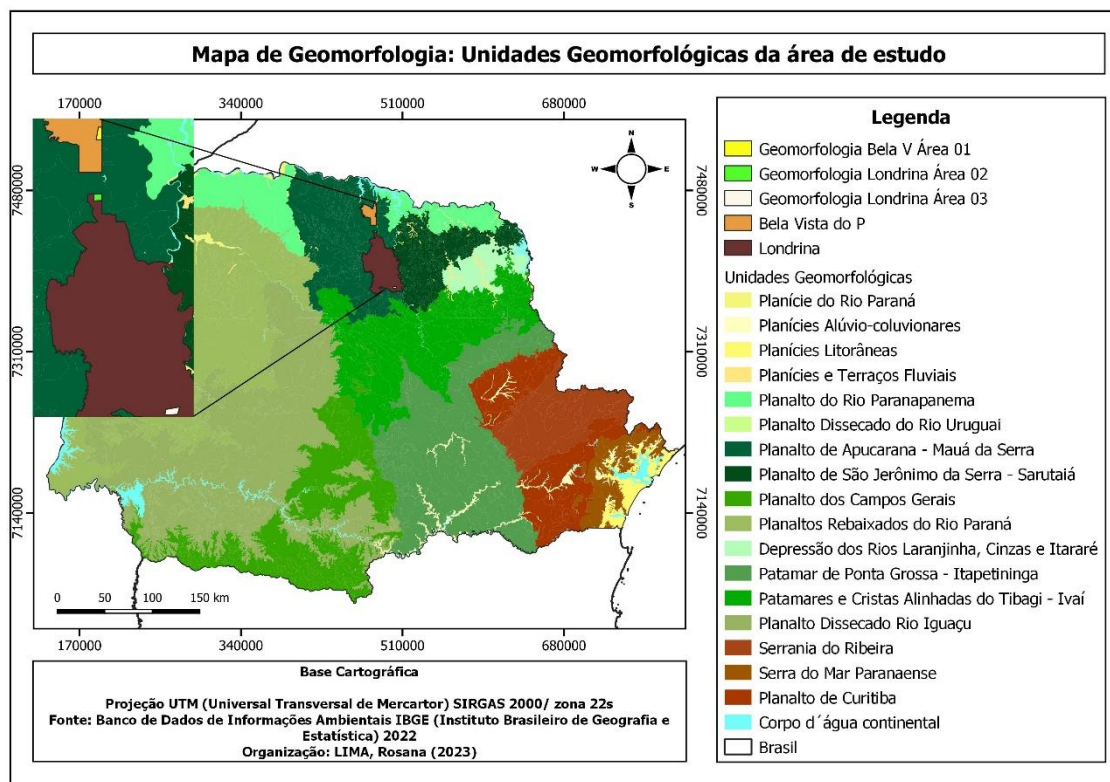 Mapa de Geomorfologia: Unidades Geomorfológicas da área de estudo
170000 340000 510000 680000
7480000 7480000
7310000 7310000
7140000 7140000
N
W E
S
0 50 100 150 km
170000 340000 510000 680000
Legenda
Geomorfologia Bela V Área 01
Geomorfologia Londrina Área 02
Geomorfologia Londrina Área 03
Bela Vista do P
Londrina
Unidades Geomorfológicas
Planície do Rio Paraná
Planícies Alúvio-coluvionares
Planícies Litorâneas
Planícies e Terraços Fluviais
Planalto do Rio Paranapanema
Planalto Dissecado do Rio Uruguai
Planalto de Apucarana - Mauá da Serra
Planalto de São Jerônimo da Serra - Sarutaiá
Planalto dos Campos Gerais
Planaltos Rebaixados do Rio Paraná
Depressão dos Rios Laranjinha, Cinzas e Itararé
Patamar de Ponta Grossa - Itapetininga
Patamares e Cristas Alinhadas do Tibagi - Ivaí
Planalto Dissecado Rio Iguaçu
Serrania do Ribeira
Serra do Mar Paranaense
Planalto de Curitiba
Corpo d´água continental
Brasil
Base Cartográfica
Projeção UTM (Universal Transversal de Mercartor) SIRGAS 2000/ zona 22s
Fonte: Banco de Dados de Informações Ambientais IBGE (Instituto Brasileiro de Geografia e
Estatística) 2022
Organização: LIMA, Rosana (2023)